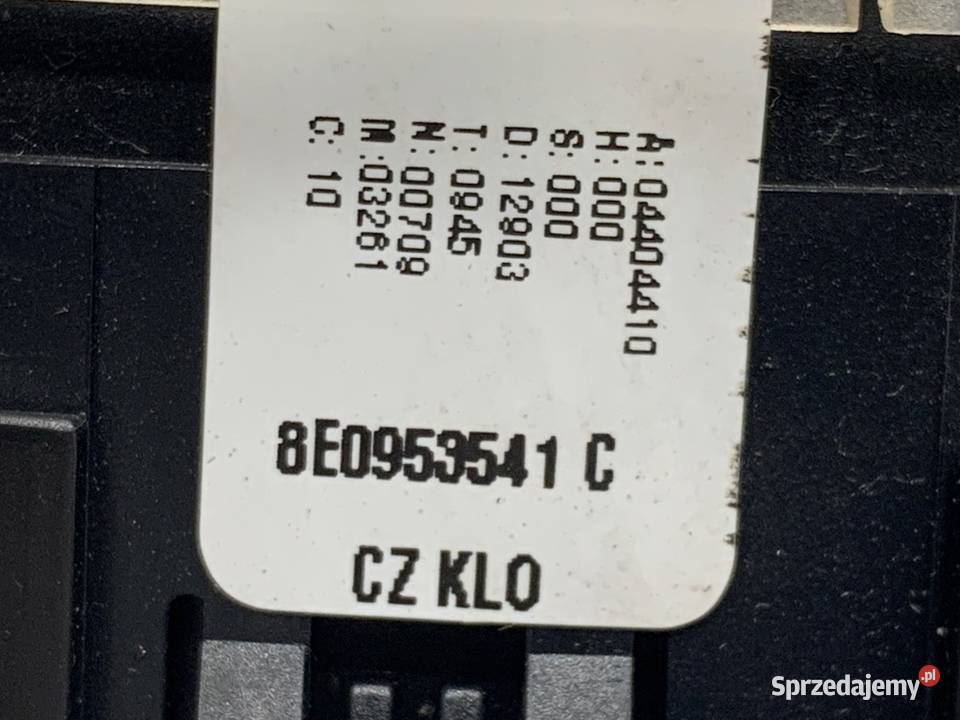 A:04404410
H:000
S:000
D:12903
T:0945
N:00709
M:03261
C:10
8E0953541 C
CZ KLO
Sprzedajemy.pl